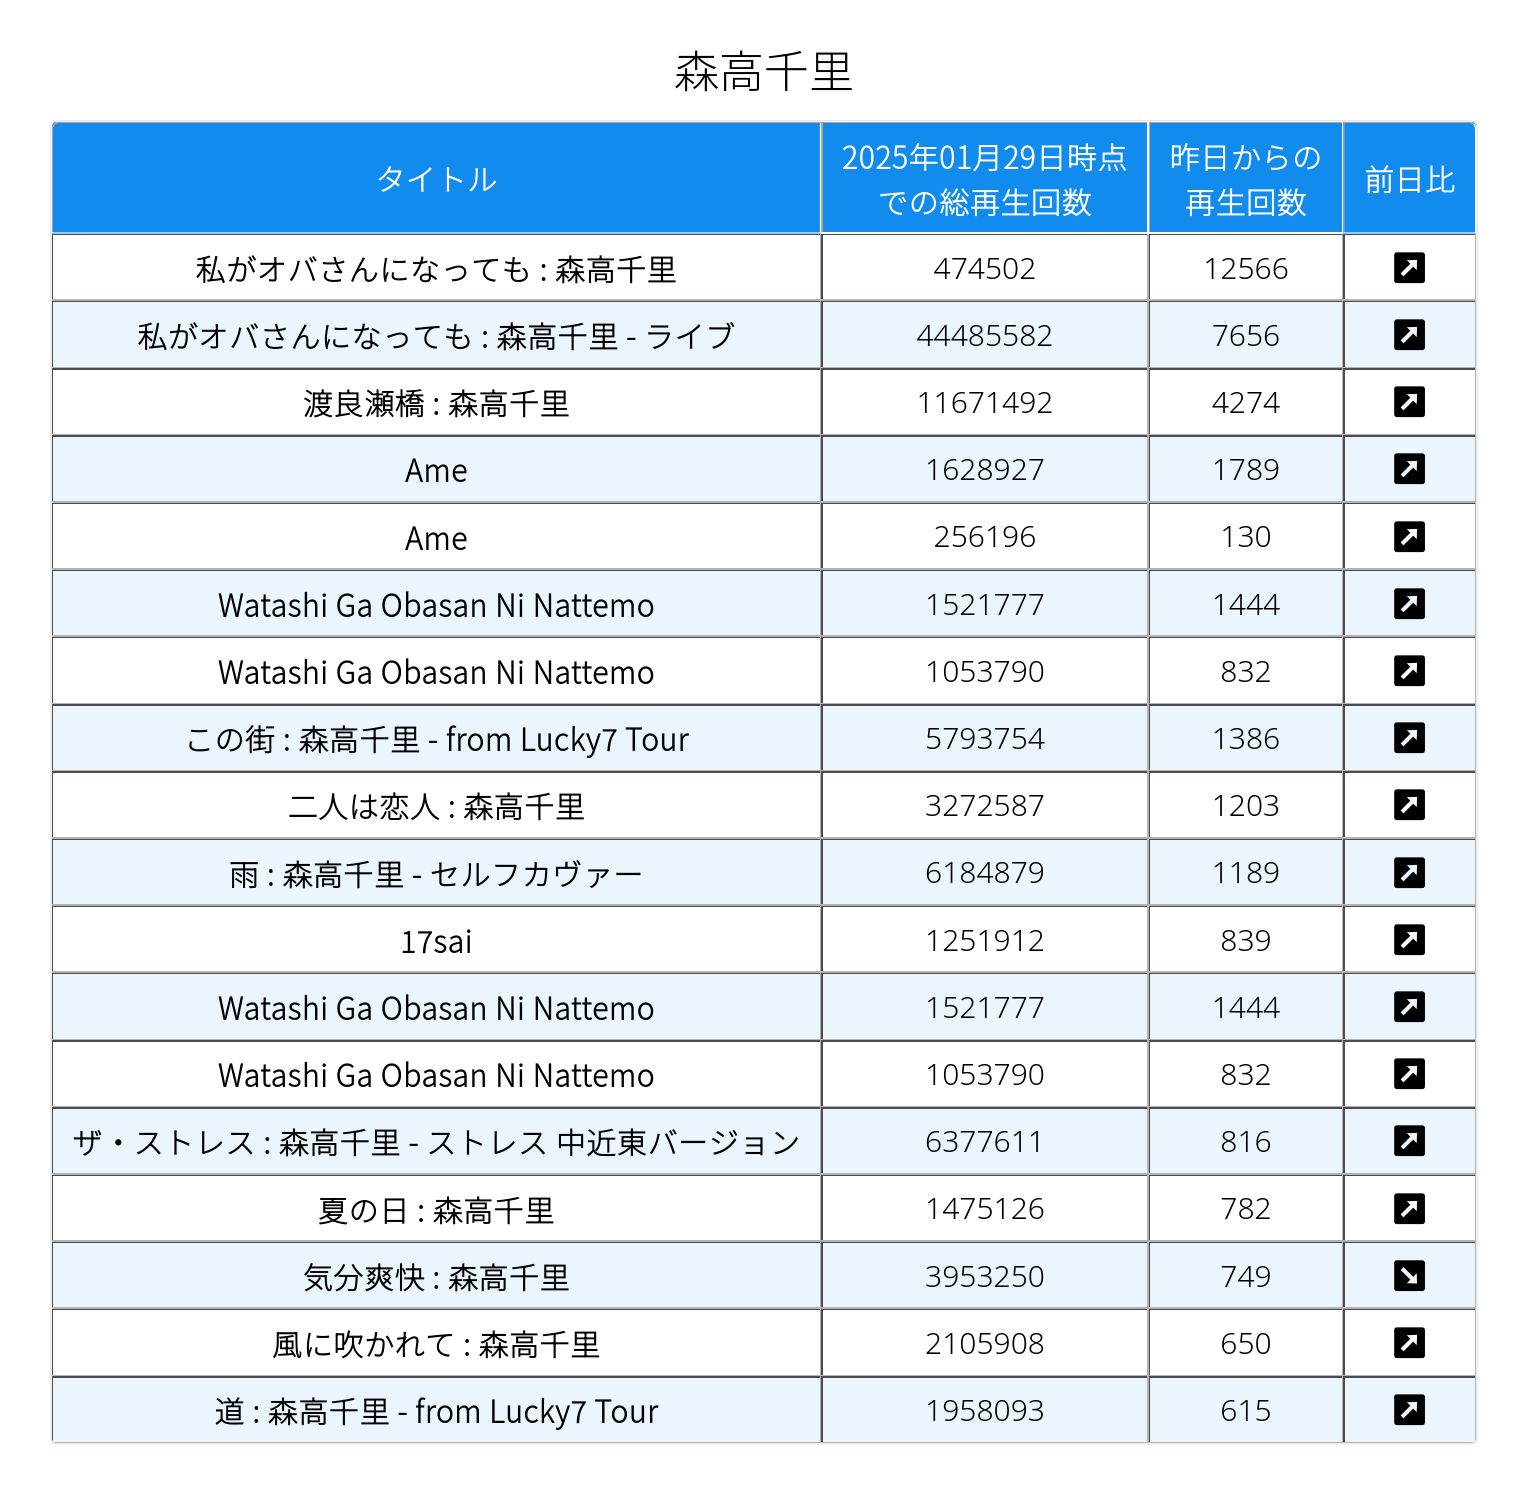 森高千里
タイトル 2025年01月29日時点での総再生回数 昨日からの再生回数 前日比
私がオバさんになっても : 森高千里 474502 12566
私がオバさんになっても : 森高千里 - ライブ 44485582 7656
渡良瀬橋 : 森高千里 11671492 4274
Ame 1628927 1789
Ame 256196 130
Watashi Ga Obasan Ni Nattemo 1521777 1444
Watashi Ga Obasan Ni Nattemo 1053790 832
この街 : 森高千里 - from Lucky7 Tour 5793754 1386
二人は恋人 : 森高千里 3272587 1203
雨 : 森高千里 - セルフカヴァー 6184879 1189
17sai 1251912 839
Watashi Ga Obasan Ni Nattemo 1521777 1444
Watashi Ga Obasan Ni Nattemo 1053790 832
ザ・ストレス : 森高千里 - ストレス 中近東バージョン 6377611 816
夏の日 : 森高千里 1475126 782
気分爽快 : 森高千里 3953250 749
風に吹かれて : 森高千里 2105908 650
道 : 森高千里 - from Lucky7 Tour 1958093 615